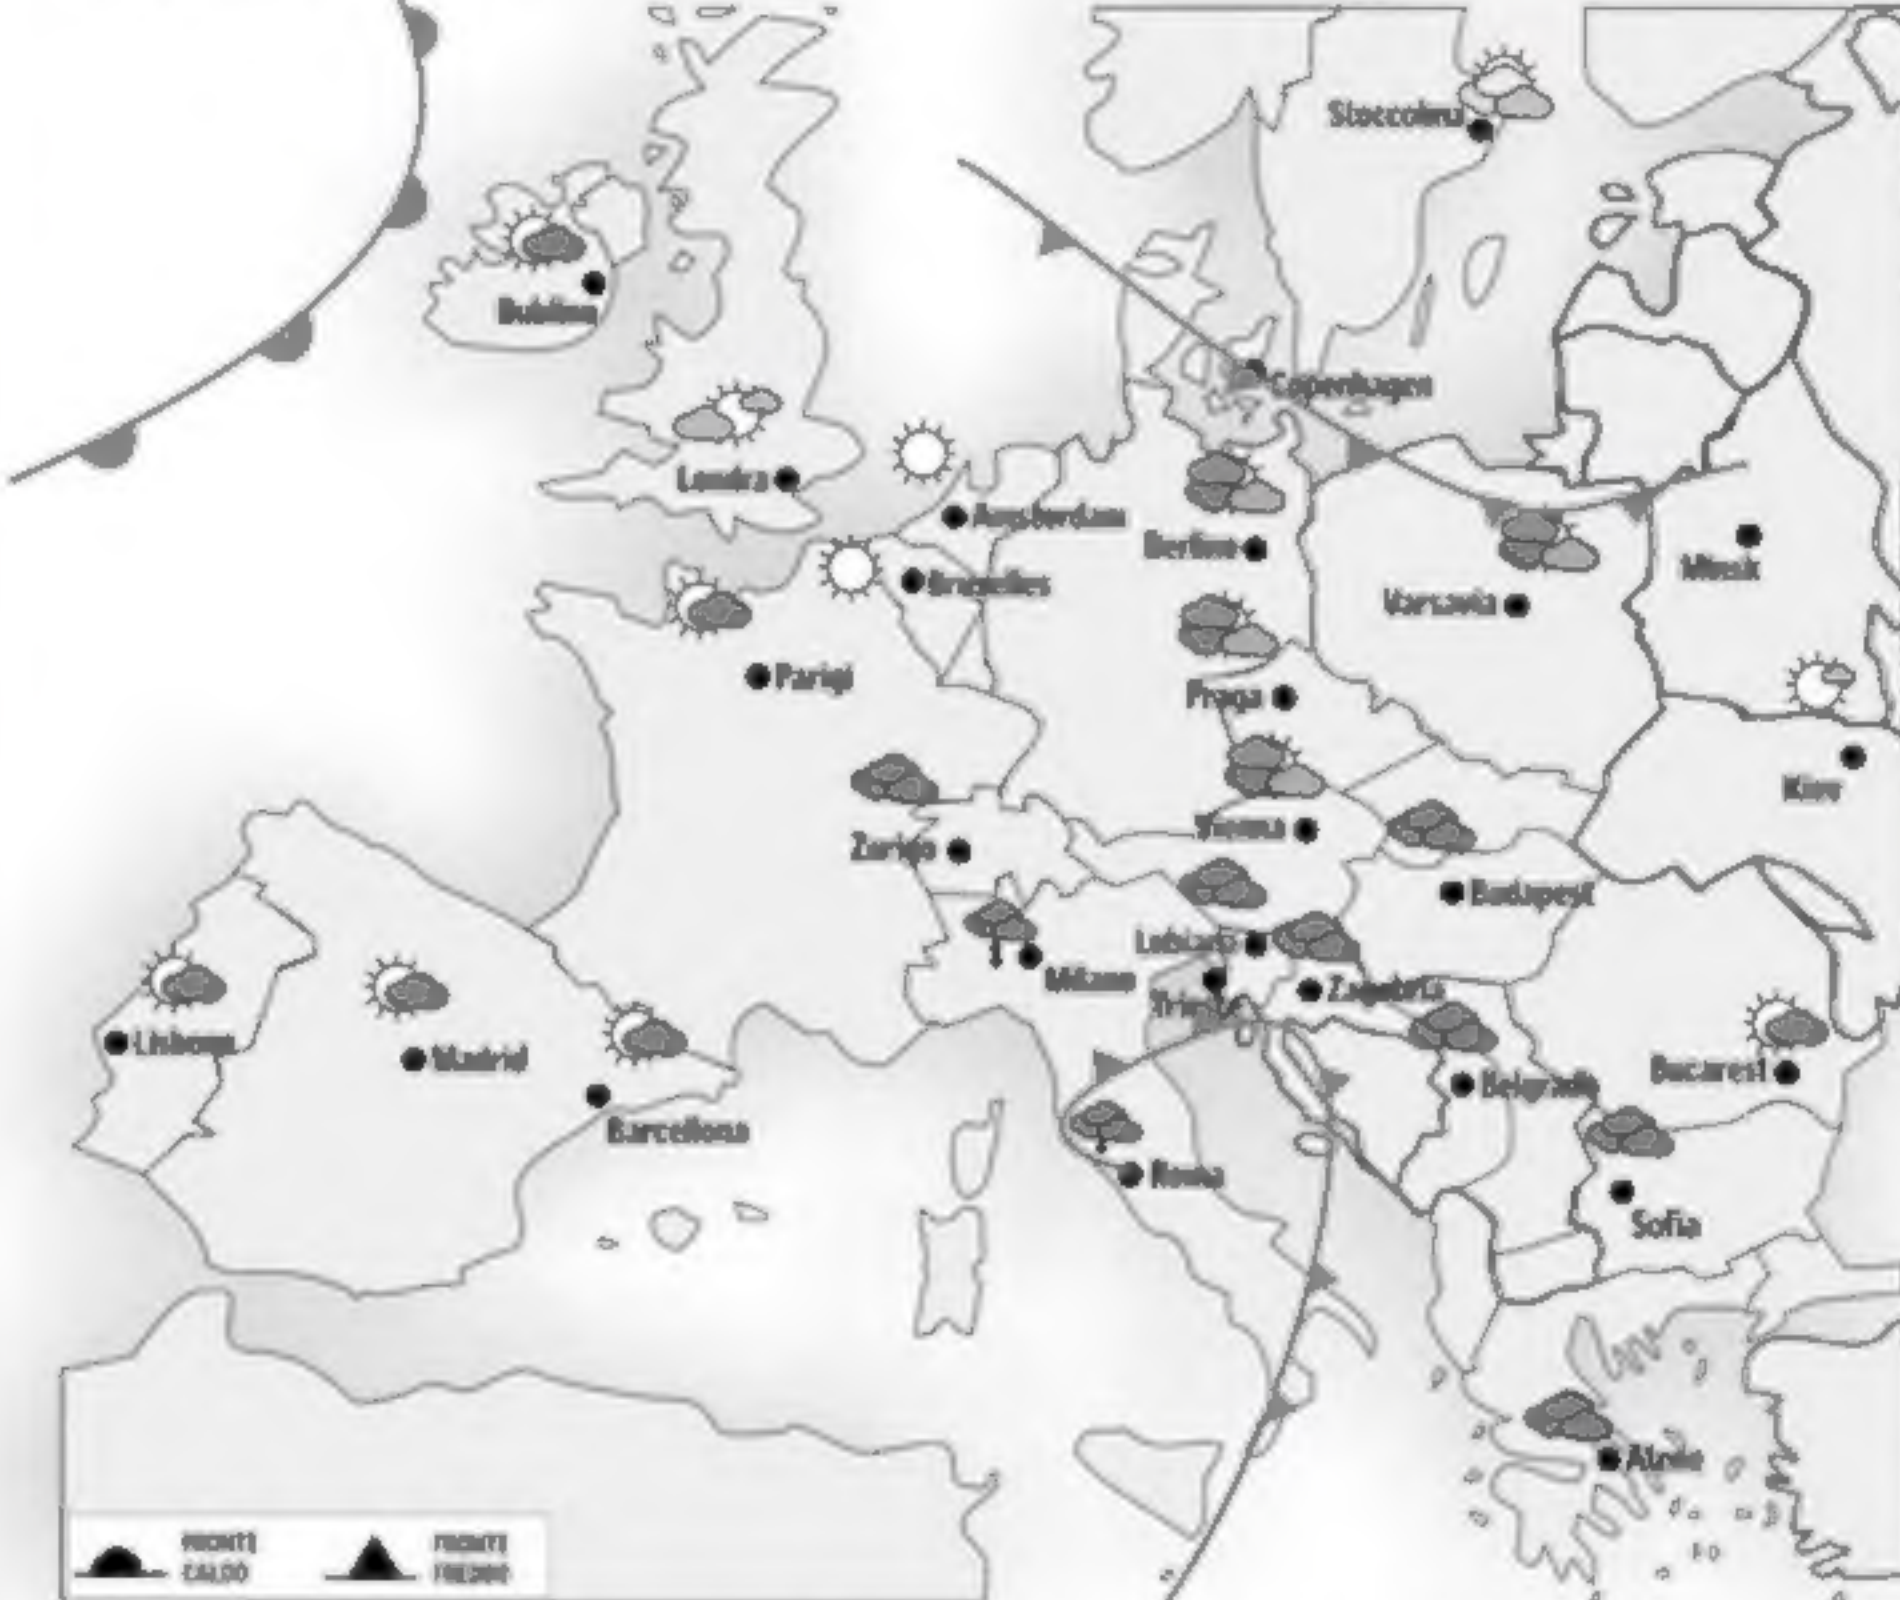 Stoccolma
Dublino
Copenhagen
Londra
Amsterdam
Berlino
Minsk
Bruxelles
Varsavia
Parigi
Praga
Kiev
Vienna
Zurigo
Budapest
Lubiana
Milano
Zagabria
Trieste
Lisbona
Madrid
Belgrado
Bucarest
Barcellona
Roma
Sofia
Atene
FRONTE
CALDO
FRONTE
FREDDO